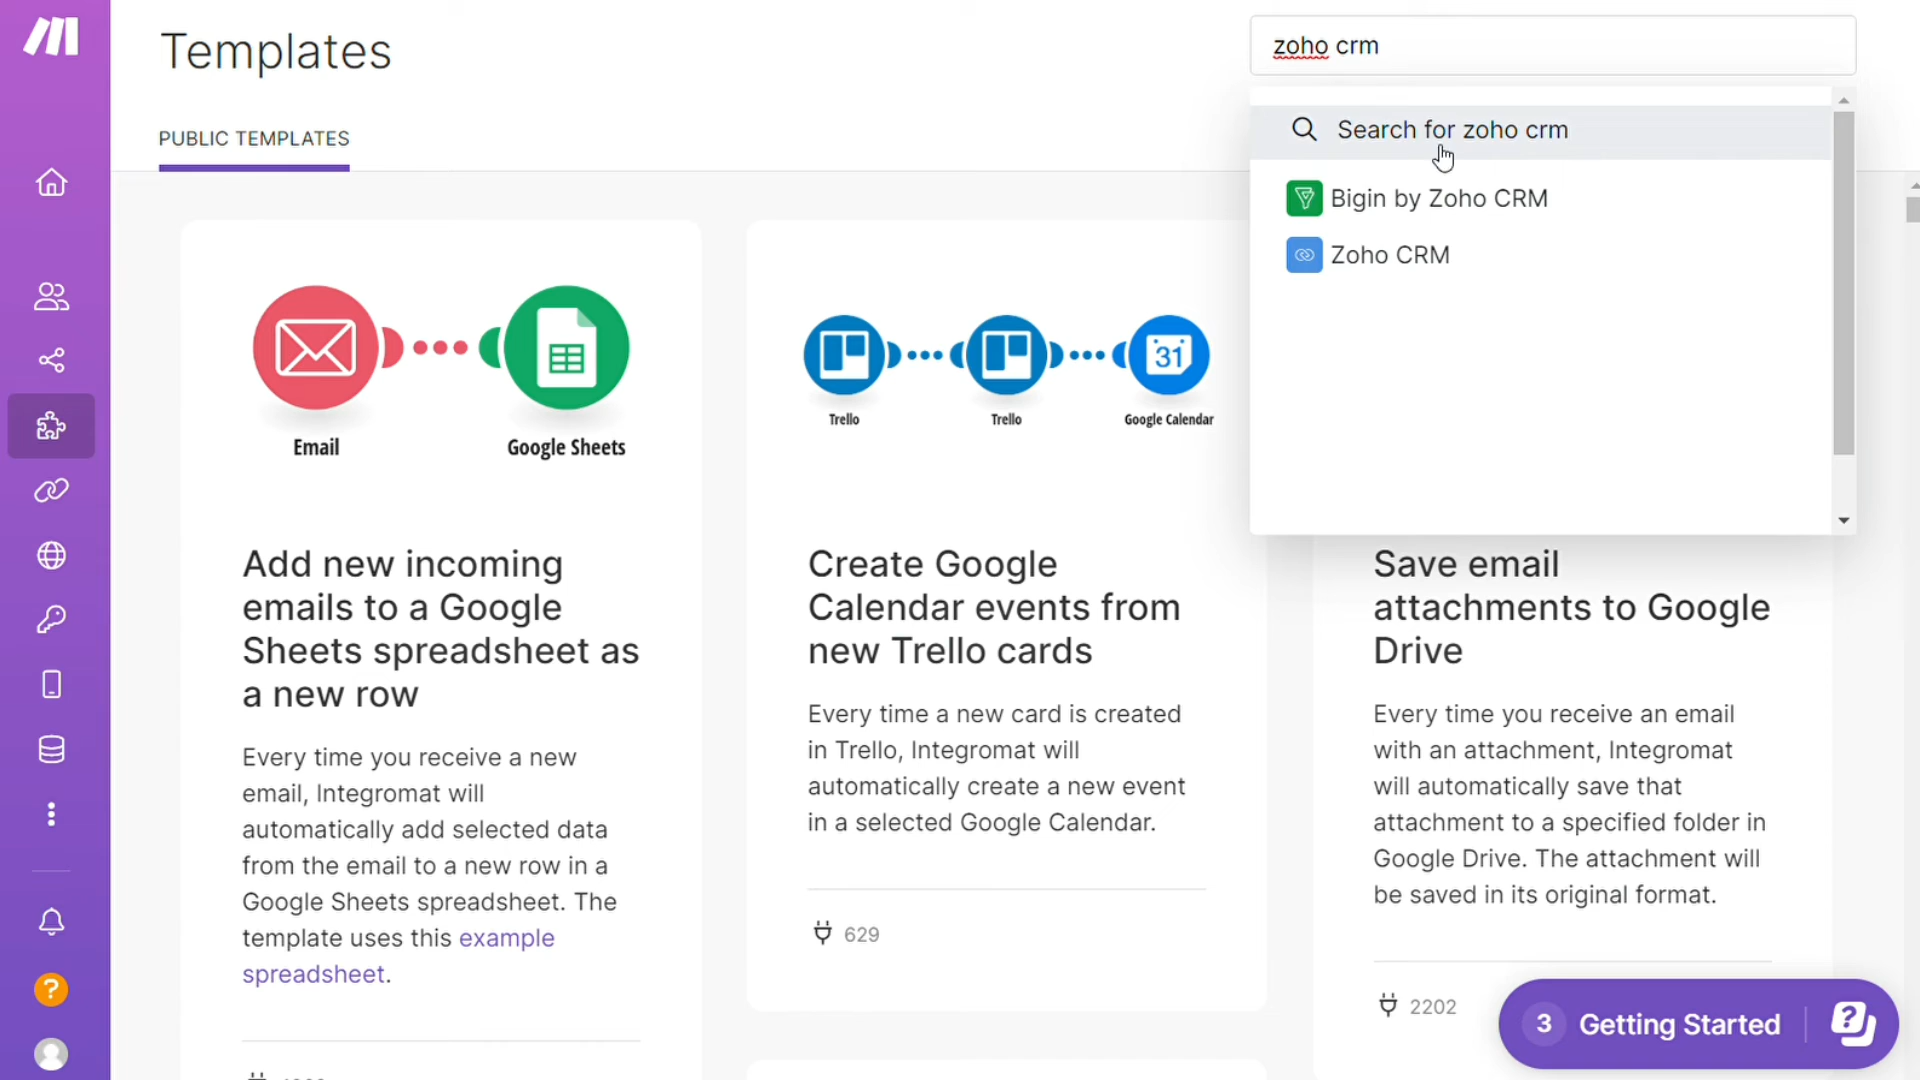 Templates
zoho crm
PUBLIC TEMPLATES
Search for zoho crm
Bigin by Zoho CRM
Zoho CRM
Email
Google Sheets
Trello
Trello
31
Google Calendar
Add new incoming
emails to a Google
Sheets spreadsheet as
a new row
Every time you receive a new
email, Integromat will
automatically add selected data
from the email to a new row in a
Google Sheets spreadsheet. The
template uses this example
spreadsheet.
Create Google
Calendar events from
new Trello cards
Every time a new card is created
in Trello, Integromat will
automatically create a new event
in a selected Google Calendar.
629
Save email
attachments to Google
Drive
Every time you receive an email
with an attachment, Integromat
will automatically save that
attachment to a specified folder in
Google Drive. The attachment will
be saved in its original format.
2202
?
3 Getting Started ?